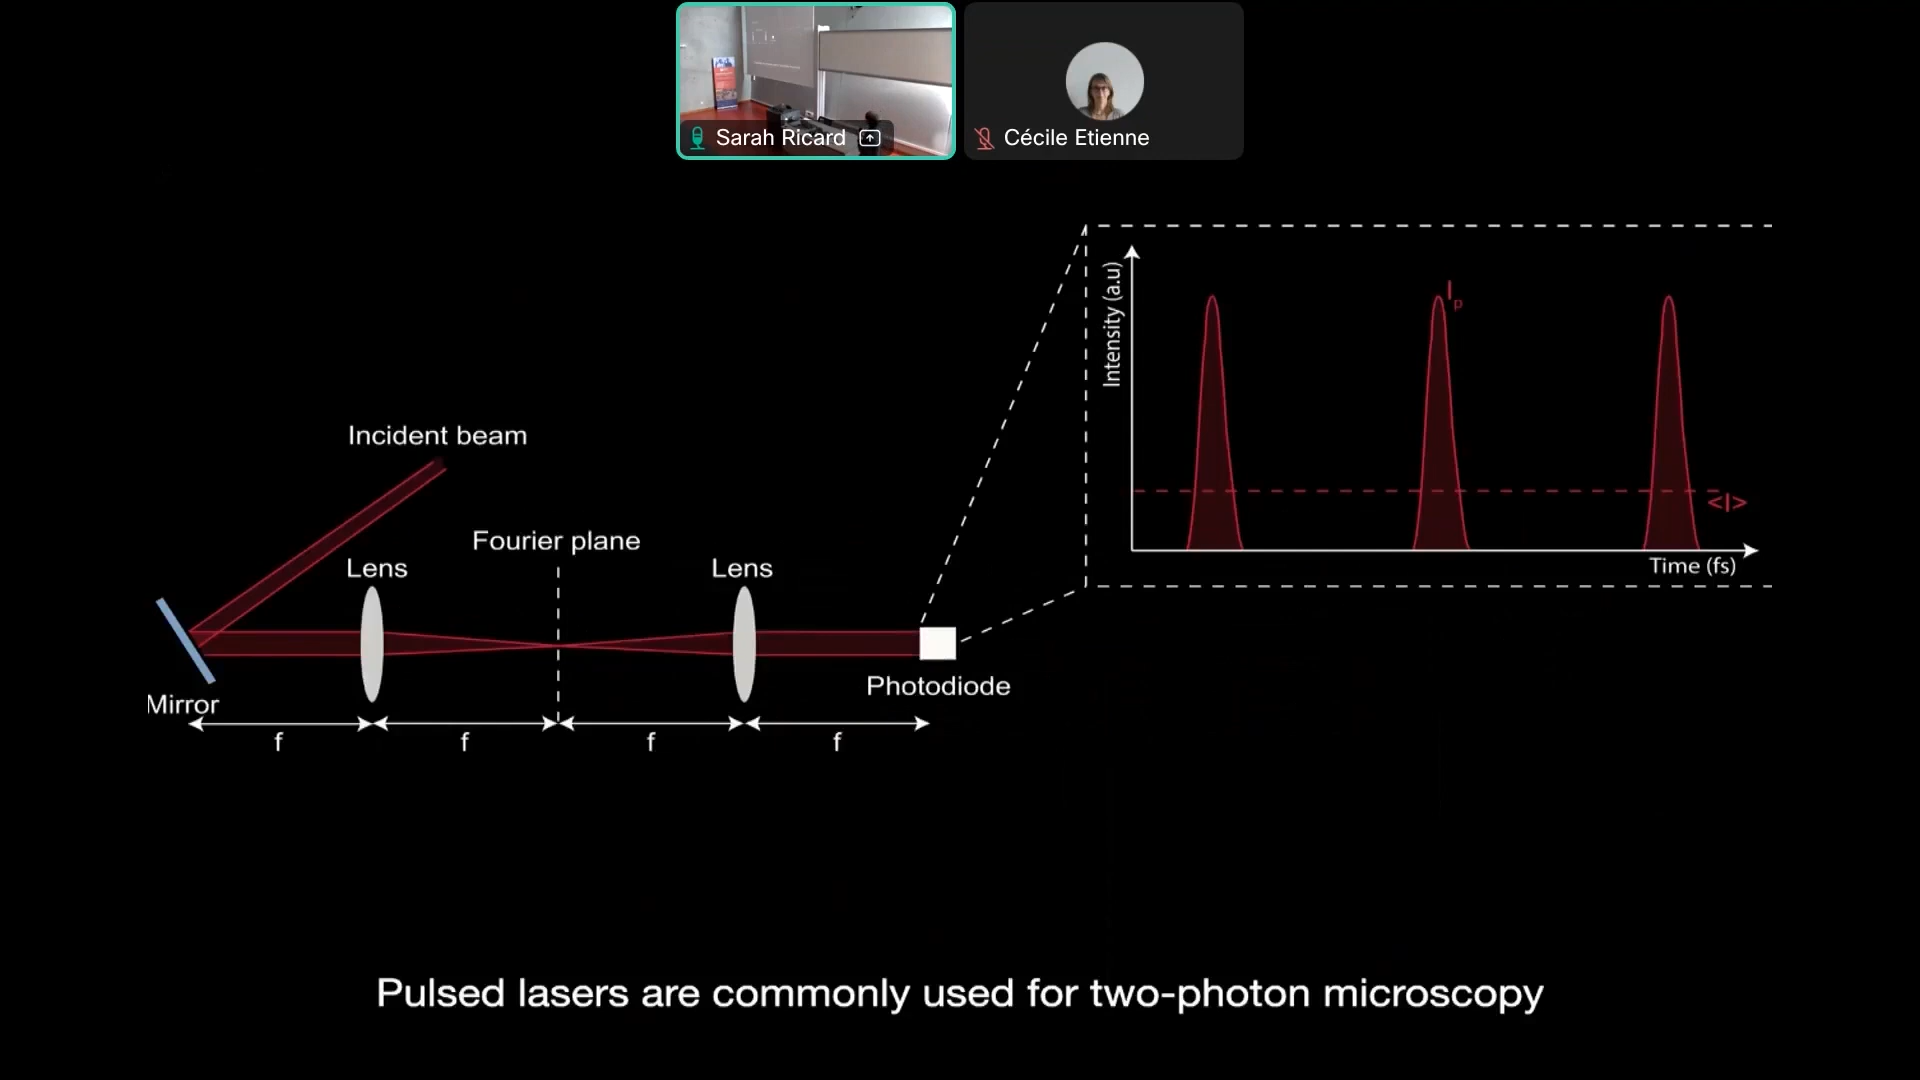 Sarah Ricard
Cécile Etienne
Intensity (a.u)
Ip
<I>
Time (fs)
Incident beam
Fourier plane
Lens
Lens
Mirror
Photodiode
f
f
f
f
Pulsed lasers are commonly used for two-photon microscopy